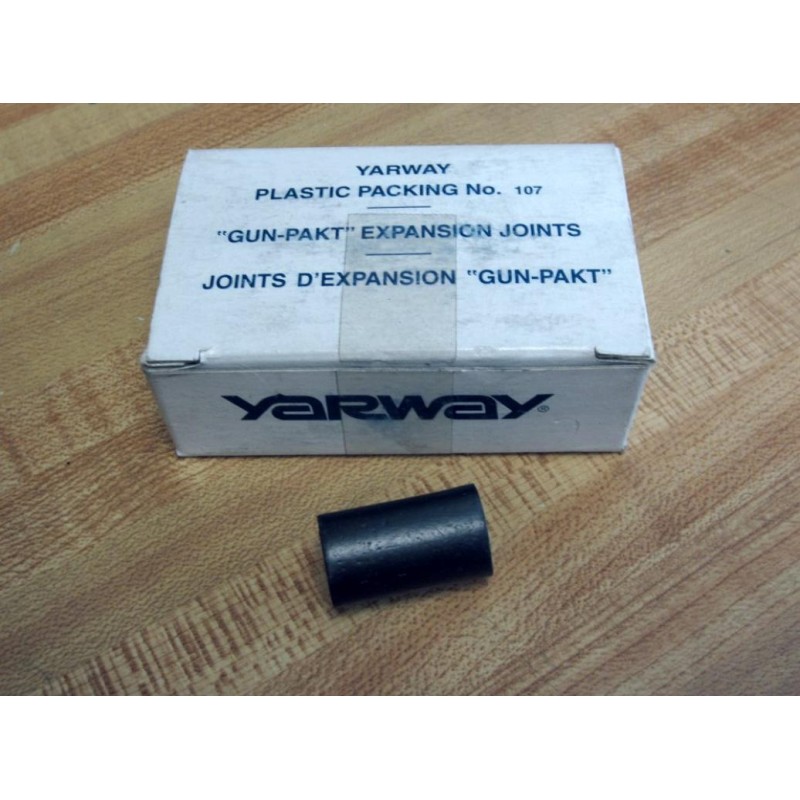 YARWAY
PLASTIC PACKING No. 107
"GUN-PAKT" EXPANSION JOINTS
JOINTS D'EXPANSION "GUN-PAKT"
YARWAY®